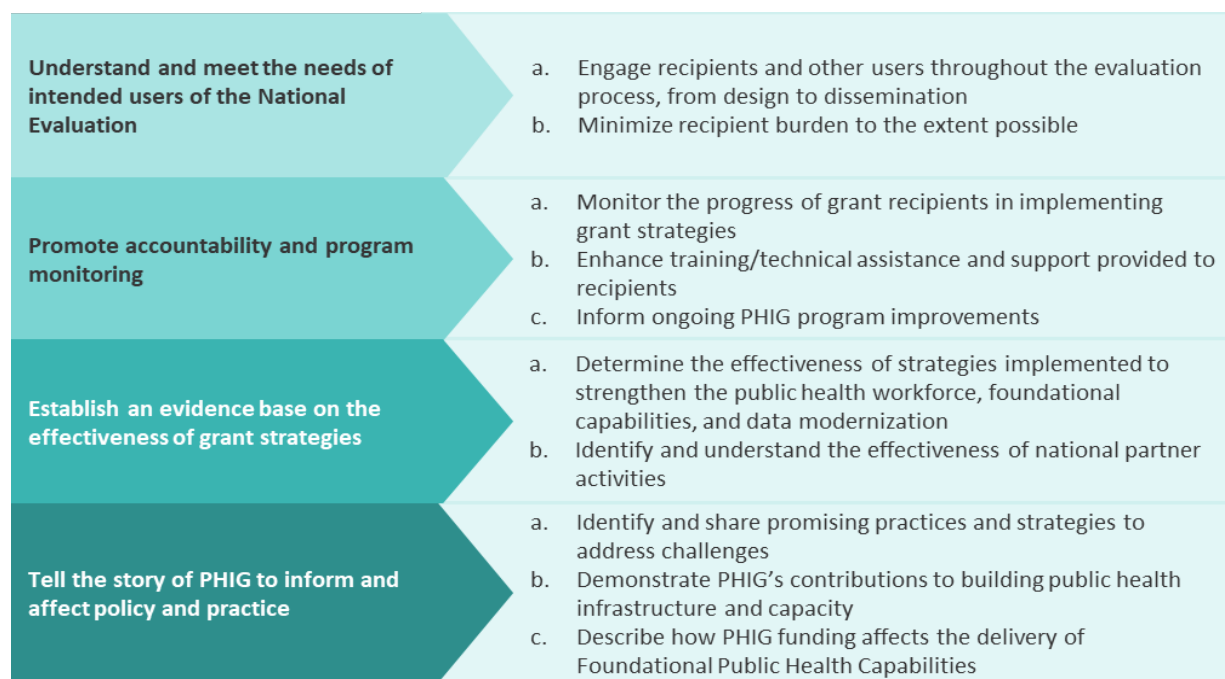 Understand and meet the needs of
intended users of the National
Evaluation
a. Engage recipients and other users throughout the evaluation
process, from design to dissemination
b. Minimize recipient burden to the extent possible
Promote accountability and program
monitoring
a. Monitor the progress of grant recipients in implementing
grant strategies
b. Enhance training/technical assistance and support provided to
recipients
c. Inform ongoing PHIG program improvements
Establish an evidence base on the
effectiveness of grant strategies
a. Determine the effectiveness of strategies implemented to
strengthen the public health workforce, foundational
capabilities, and data modernization
b. Identify and understand the effectiveness of national partner
activities
Tell the story of PHIG to inform and
affect policy and practice
a. Identify and share promising practices and strategies to
address challenges
b. Demonstrate PHIG’s contributions to building public health
infrastructure and capacity
c. Describe how PHIG funding affects the delivery of
Foundational Public Health Capabilities